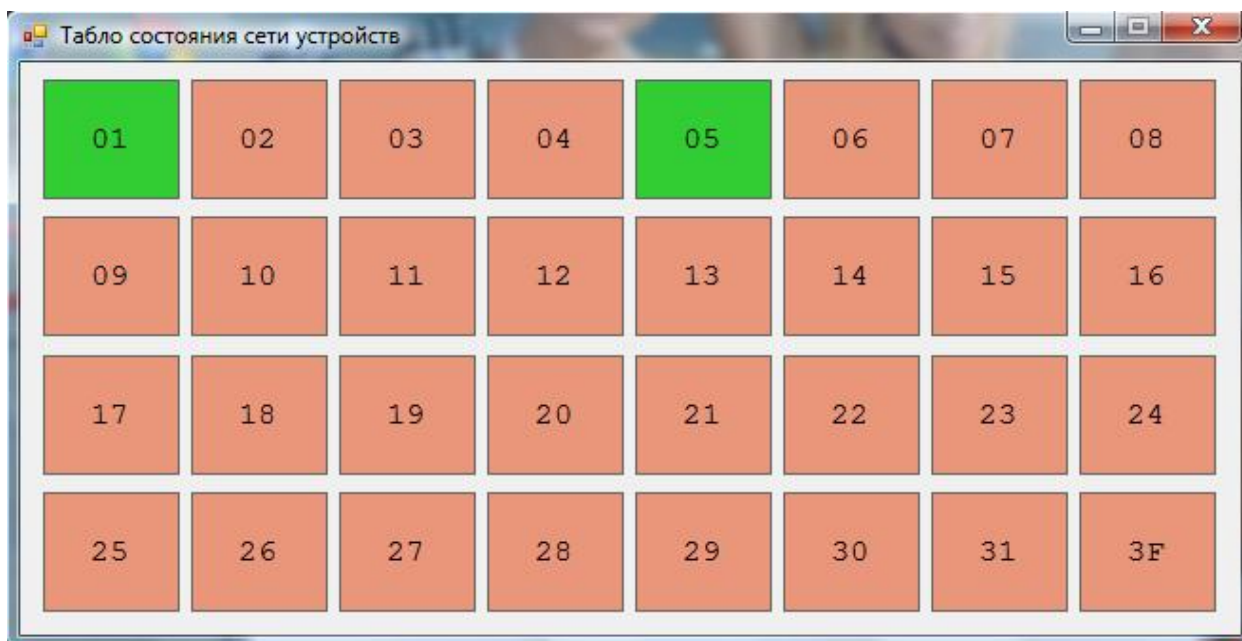 Табло состояния сети устройств
01 02 03 04 05 06 07 08
09 10 11 12 13 14 15 16
17 18 19 20 21 22 23 24
25 26 27 28 29 30 31 3F